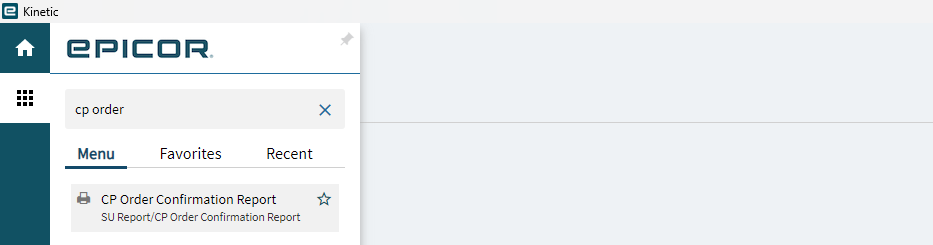 Kinetic
EPICOR
cp order
Menu Favorites Recent
CP Order Confirmation Report
SU Report/CP Order Confirmation Report